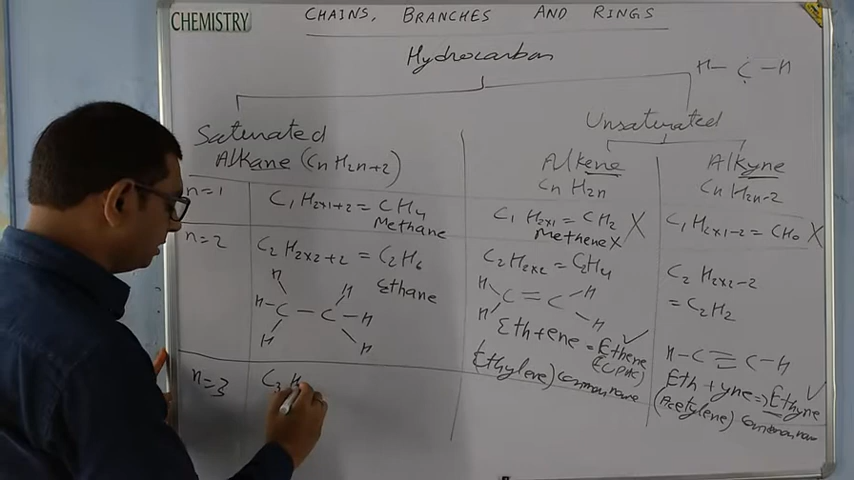 CHEMISTRY
CHAINS, BRANCHES AND RINGS
Hydrocarbon
H-C-H
Saturated
Alkane (CnH2n+2)
Unsaturated
Alkene
CnH2n
Alkyne
CnH2n-2
n=1
C1H2x1+2 = CH4
Methane
C1H2x1 = CH2 X
Methene X
C1H2x1-2 = CH0 X
n=2
C2H2x2+2 = C2H6
Ethane
H
H H
H-C-C-H
H H
C2H2x2 = C2H4
H H
C=C
H H
Eth+ene = Ethene
(Ethylene) common name
C2H2x2-2
= C2H2
H-C≡C-H
Eth+yne => Ethyne
(Acetylene) common name
n=3
C3H